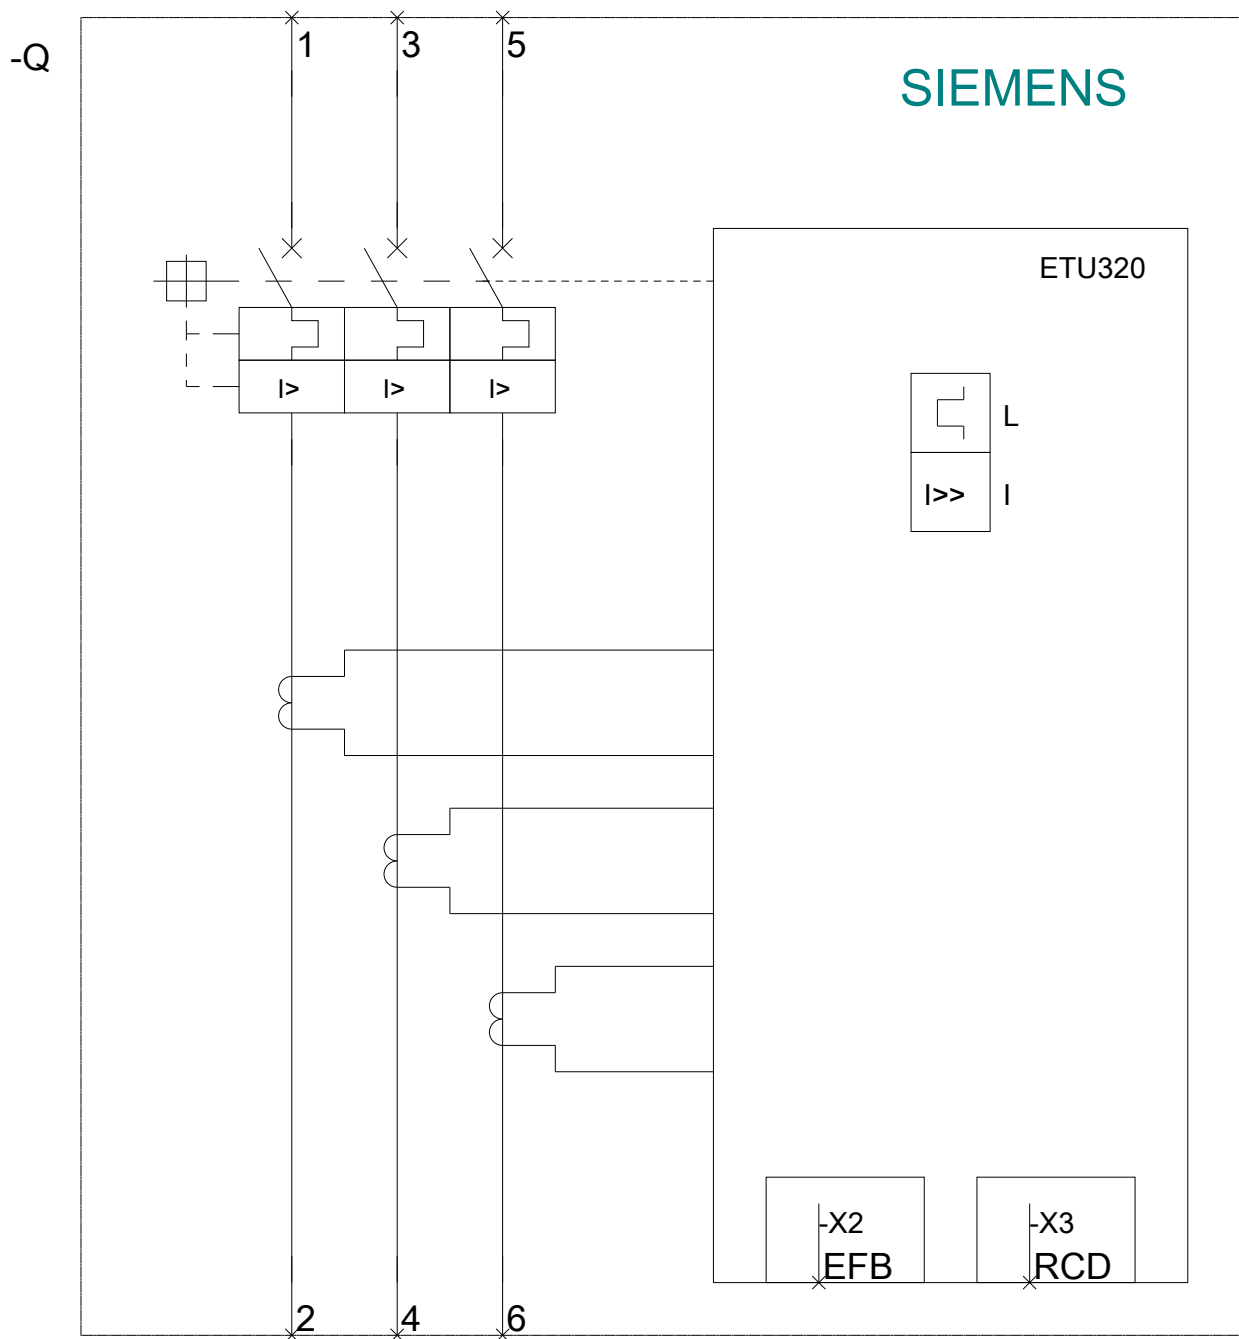 1 3 5
-Q
SIEMENS
ETU320
I> I> I>
L
I>> I
-X2 -X3
EFB RCD
2 4 6